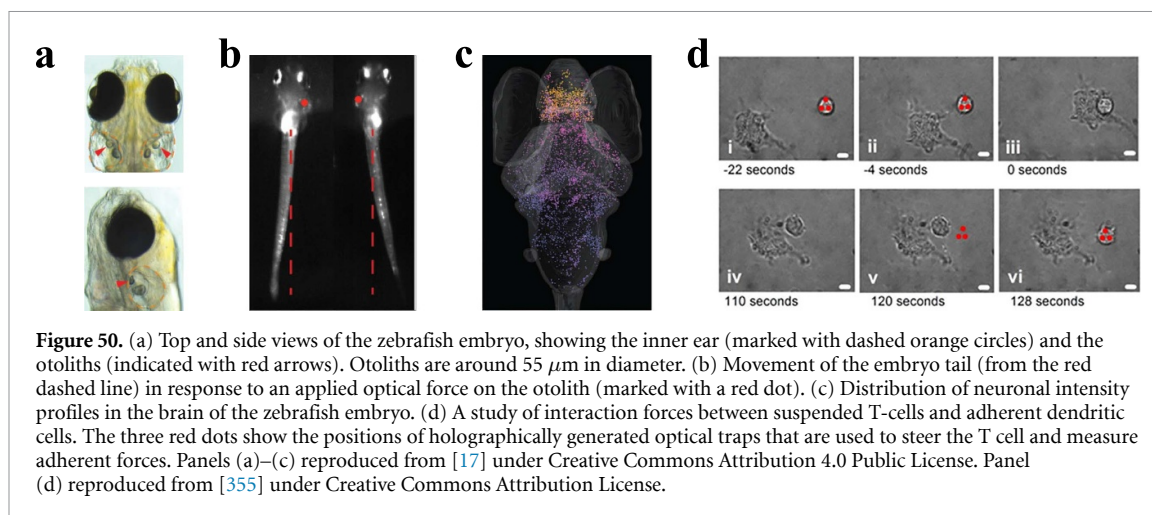 a
b
c
d
i
ii
iii
-22 seconds
-4 seconds
0 seconds
iv
v
vi
110 seconds
120 seconds
128 seconds
Figure 50. (a) Top and side views of the zebrafish embryo, showing the inner ear (marked with dashed orange circles) and the
otoliths (indicated with red arrows). Otoliths are around 55 μm in diameter. (b) Movement of the embryo tail (from the red
dashed line) in response to an applied optical force on the otolith (marked with a red dot). (c) Distribution of neuronal intensity
profiles in the brain of the zebrafish embryo. (d) A study of interaction forces between suspended T-cells and adherent dendritic
cells. The three red dots show the positions of holographically generated optical traps that are used to steer the T cell and measure
adherent forces. Panels (a)–(c) reproduced from [17] under Creative Commons Attribution 4.0 Public License. Panel
(d) reproduced from [355] under Creative Commons Attribution License.